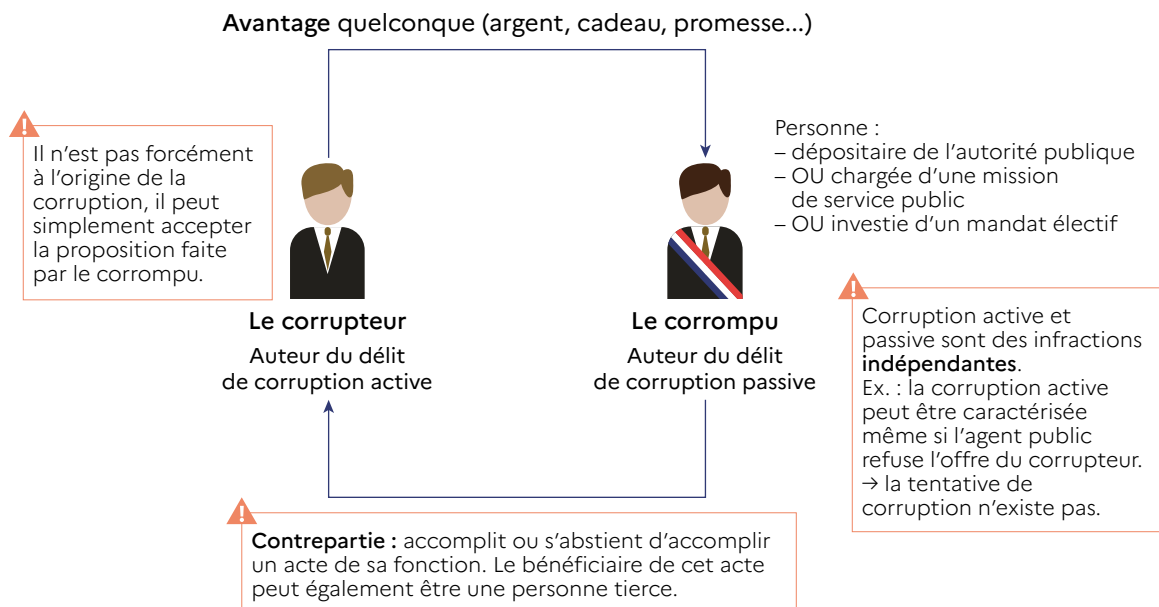 Avantage quelconque (argent, cadeau, promesse...)
Il n’est pas forcément
à l’origine de la
corruption, il peut
simplement accepter
la proposition faite
par le corrompu.
Personne :
– dépositaire de l’autorité publique
– OU chargée d’une mission
de service public
– OU investie d’un mandat électif
Le corrupteur
Auteur du délit
de corruption active
Le corrompu
Auteur du délit
de corruption passive
Corruption active et
passive sont des infractions
indépendantes.
Ex. : la corruption active
peut être caractérisée
même si l’agent public
refuse l’offre du corrupteur.
→ la tentative de
corruption n’existe pas.
Contrepartie : accomplit ou s’abstient d’accomplir
un acte de sa fonction. Le bénéficiaire de cet acte
peut également être une personne tierce.